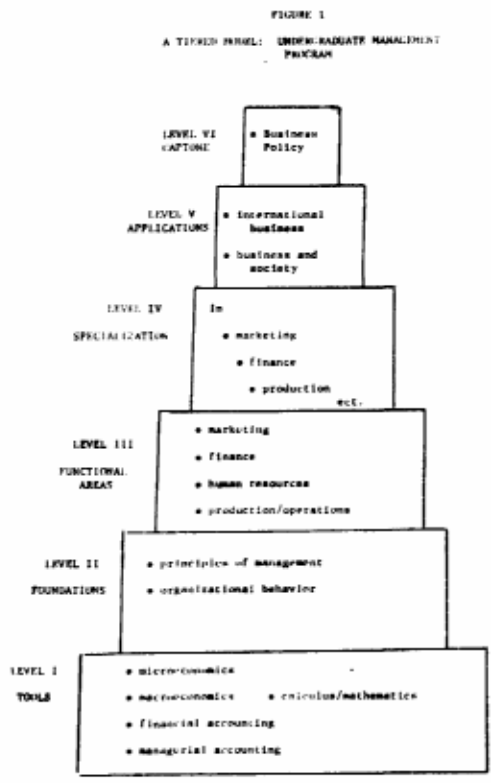 FIGURE 1
A TIERED MODEL: UNDERGRADUATE MANAGEMENT
PROGRAM
LEVEL VI
CAPTONE
• Business
Policy
LEVEL V
APPLICATIONS
• international
business
• business and
society
LEVEL IV
SPECIALIZATION
In
• marketing
• finance
• production
ect.
LEVEL III
FUNCTIONAL
AREAS
• marketing
• finance
• human resources
• production/operations
LEVEL II
FOUNDATIONS
• principles of management
• organizational behavior
LEVEL I
TOOLS
• microeconomics
• macroeconomics • calculus/mathematics
• financial accounting
• managerial accounting